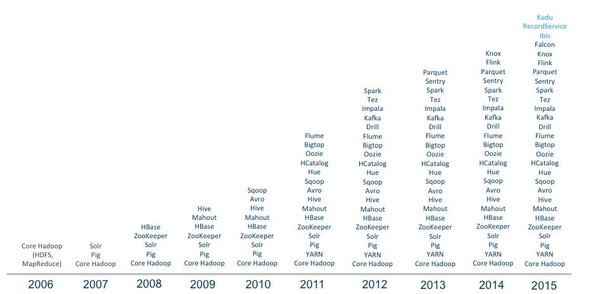 Core Hadoop
(HDFS,
MapReduce)
2006
Solr
Pig
Core Hadoop
2007
HBase
ZooKeeper
Solr
Pig
Core Hadoop
2008
Hive
Mahout
HBase
ZooKeeper
Solr
Pig
Core Hadoop
2009
Sqoop
Avro
Hive
Mahout
HBase
ZooKeeper
Solr
Pig
Core Hadoop
2010
Flume
Bigtop
Oozie
HCatalog
Hue
Sqoop
Avro
Hive
Mahout
HBase
ZooKeeper
Solr
Pig
YARN
Core Hadoop
2011
Spark
Tez
Impala
Kafka
Drill
Flume
Bigtop
Oozie
HCatalog
Hue
Sqoop
Avro
Hive
Mahout
HBase
ZooKeeper
Solr
Pig
YARN
Core Hadoop
2012
Parquet
Sentry
Spark
Tez
Impala
Kafka
Drill
Flume
Bigtop
Oozie
HCatalog
Hue
Sqoop
Avro
Hive
Mahout
HBase
ZooKeeper
Solr
Pig
YARN
Core Hadoop
2013
Knox
Flink
Parquet
Sentry
Spark
Tez
Impala
Kafka
Drill
Flume
Bigtop
Oozie
HCatalog
Hue
Sqoop
Avro
Hive
Mahout
HBase
ZooKeeper
Solr
Pig
YARN
Core Hadoop
2014
Kudu
RecordService
Ibis
Falcon
Knox
Flink
Parquet
Sentry
Spark
Tez
Impala
Kafka
Drill
Flume
Bigtop
Oozie
HCatalog
Hue
Sqoop
Avro
Hive
Mahout
HBase
ZooKeeper
Solr
Pig
YARN
Core Hadoop
2015